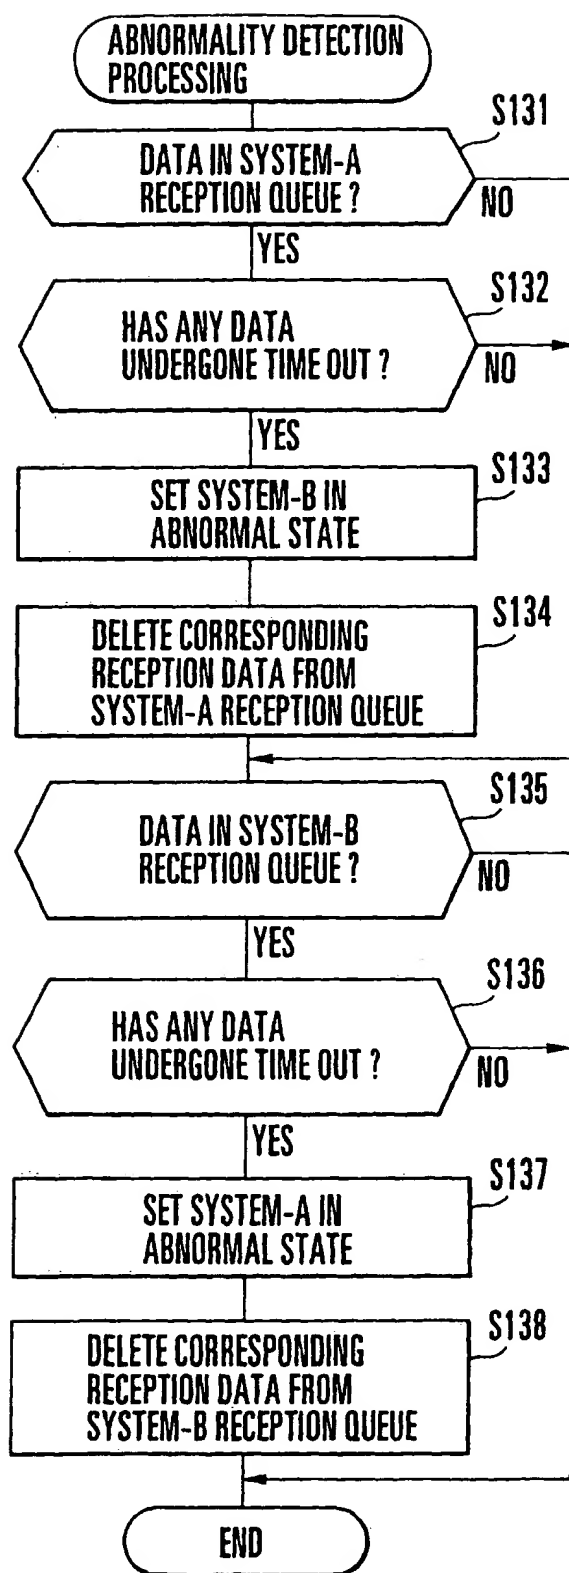 ABNORMALITY DETECTION
PROCESSING
S131
DATA IN SYSTEM-A
RECEPTION QUEUE ?
NO
YES
S132
HAS ANY DATA
UNDERGONE TIME OUT ?
NO
YES
S133
SET SYSTEM-B IN
ABNORMAL STATE
S134
DELETE CORRESPONDING
RECEPTION DATA FROM
SYSTEM-A RECEPTION QUEUE
S135
DATA IN SYSTEM-B
RECEPTION QUEUE ?
NO
YES
S136
HAS ANY DATA
UNDERGONE TIME OUT ?
NO
YES
S137
SET SYSTEM-A IN
ABNORMAL STATE
S138
DELETE CORRESPONDING
RECEPTION DATA FROM
SYSTEM-B RECEPTION QUEUE
END